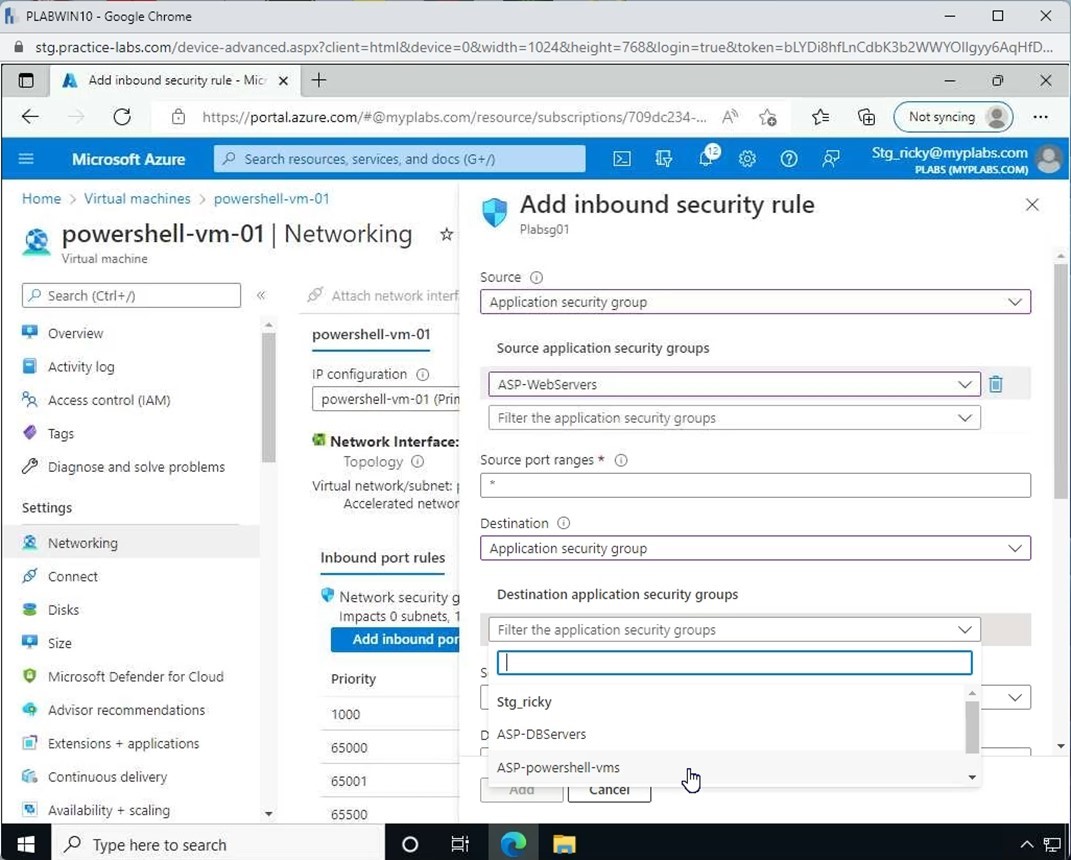 PLABWIN10 - Google Chrome
stg.practice-labs.com/device-advanced.aspx?client=html&device=0&width=1024&height=768&login=true&token=
Add inbound security rule - Mic
https://portal.azure.com/#@myplabs.com/resource/subscriptions/709dc234-...
Not syncing
Microsoft Azure
Search resources, services, and docs (G+/)
12
Stg_ricky@myplabs.com
PLABS (MYPLABS.COM)
Home > Virtual machines > powershell-vm-01
powershell-vm-01 | Networking
Virtual machine
Search (Ctrl+/)
«
Overview
Activity log
Access control (IAM)
Tags
Diagnose and solve problems
Settings
Networking
Connect
Disks
Size
Microsoft Defender for Cloud
Advisor recommendations
Extensions + applications
Continuous delivery
Availability + scaling
Attach network interf
powershell-vm-01
IP configuration
powershell-vm-01 (Prin
Network Interface:
Topology
Virtual network/subnet: p
Accelerated networ
Inbound port rules
Network security g
Impacts 0 subnets, 1
Add inbound por
Priority
1000
65000
65001
65500
Add inbound security rule
Plabsg01
Source
Application security group
Source application security groups
ASP-WebServers
Filter the application security groups
Source port ranges *
*
Destination
Application security group
Destination application security groups
Filter the application security groups
S
Stg_ricky
D
ASP-DBServers
ASP-powershell-vms
Add
Cancel
Type here to search